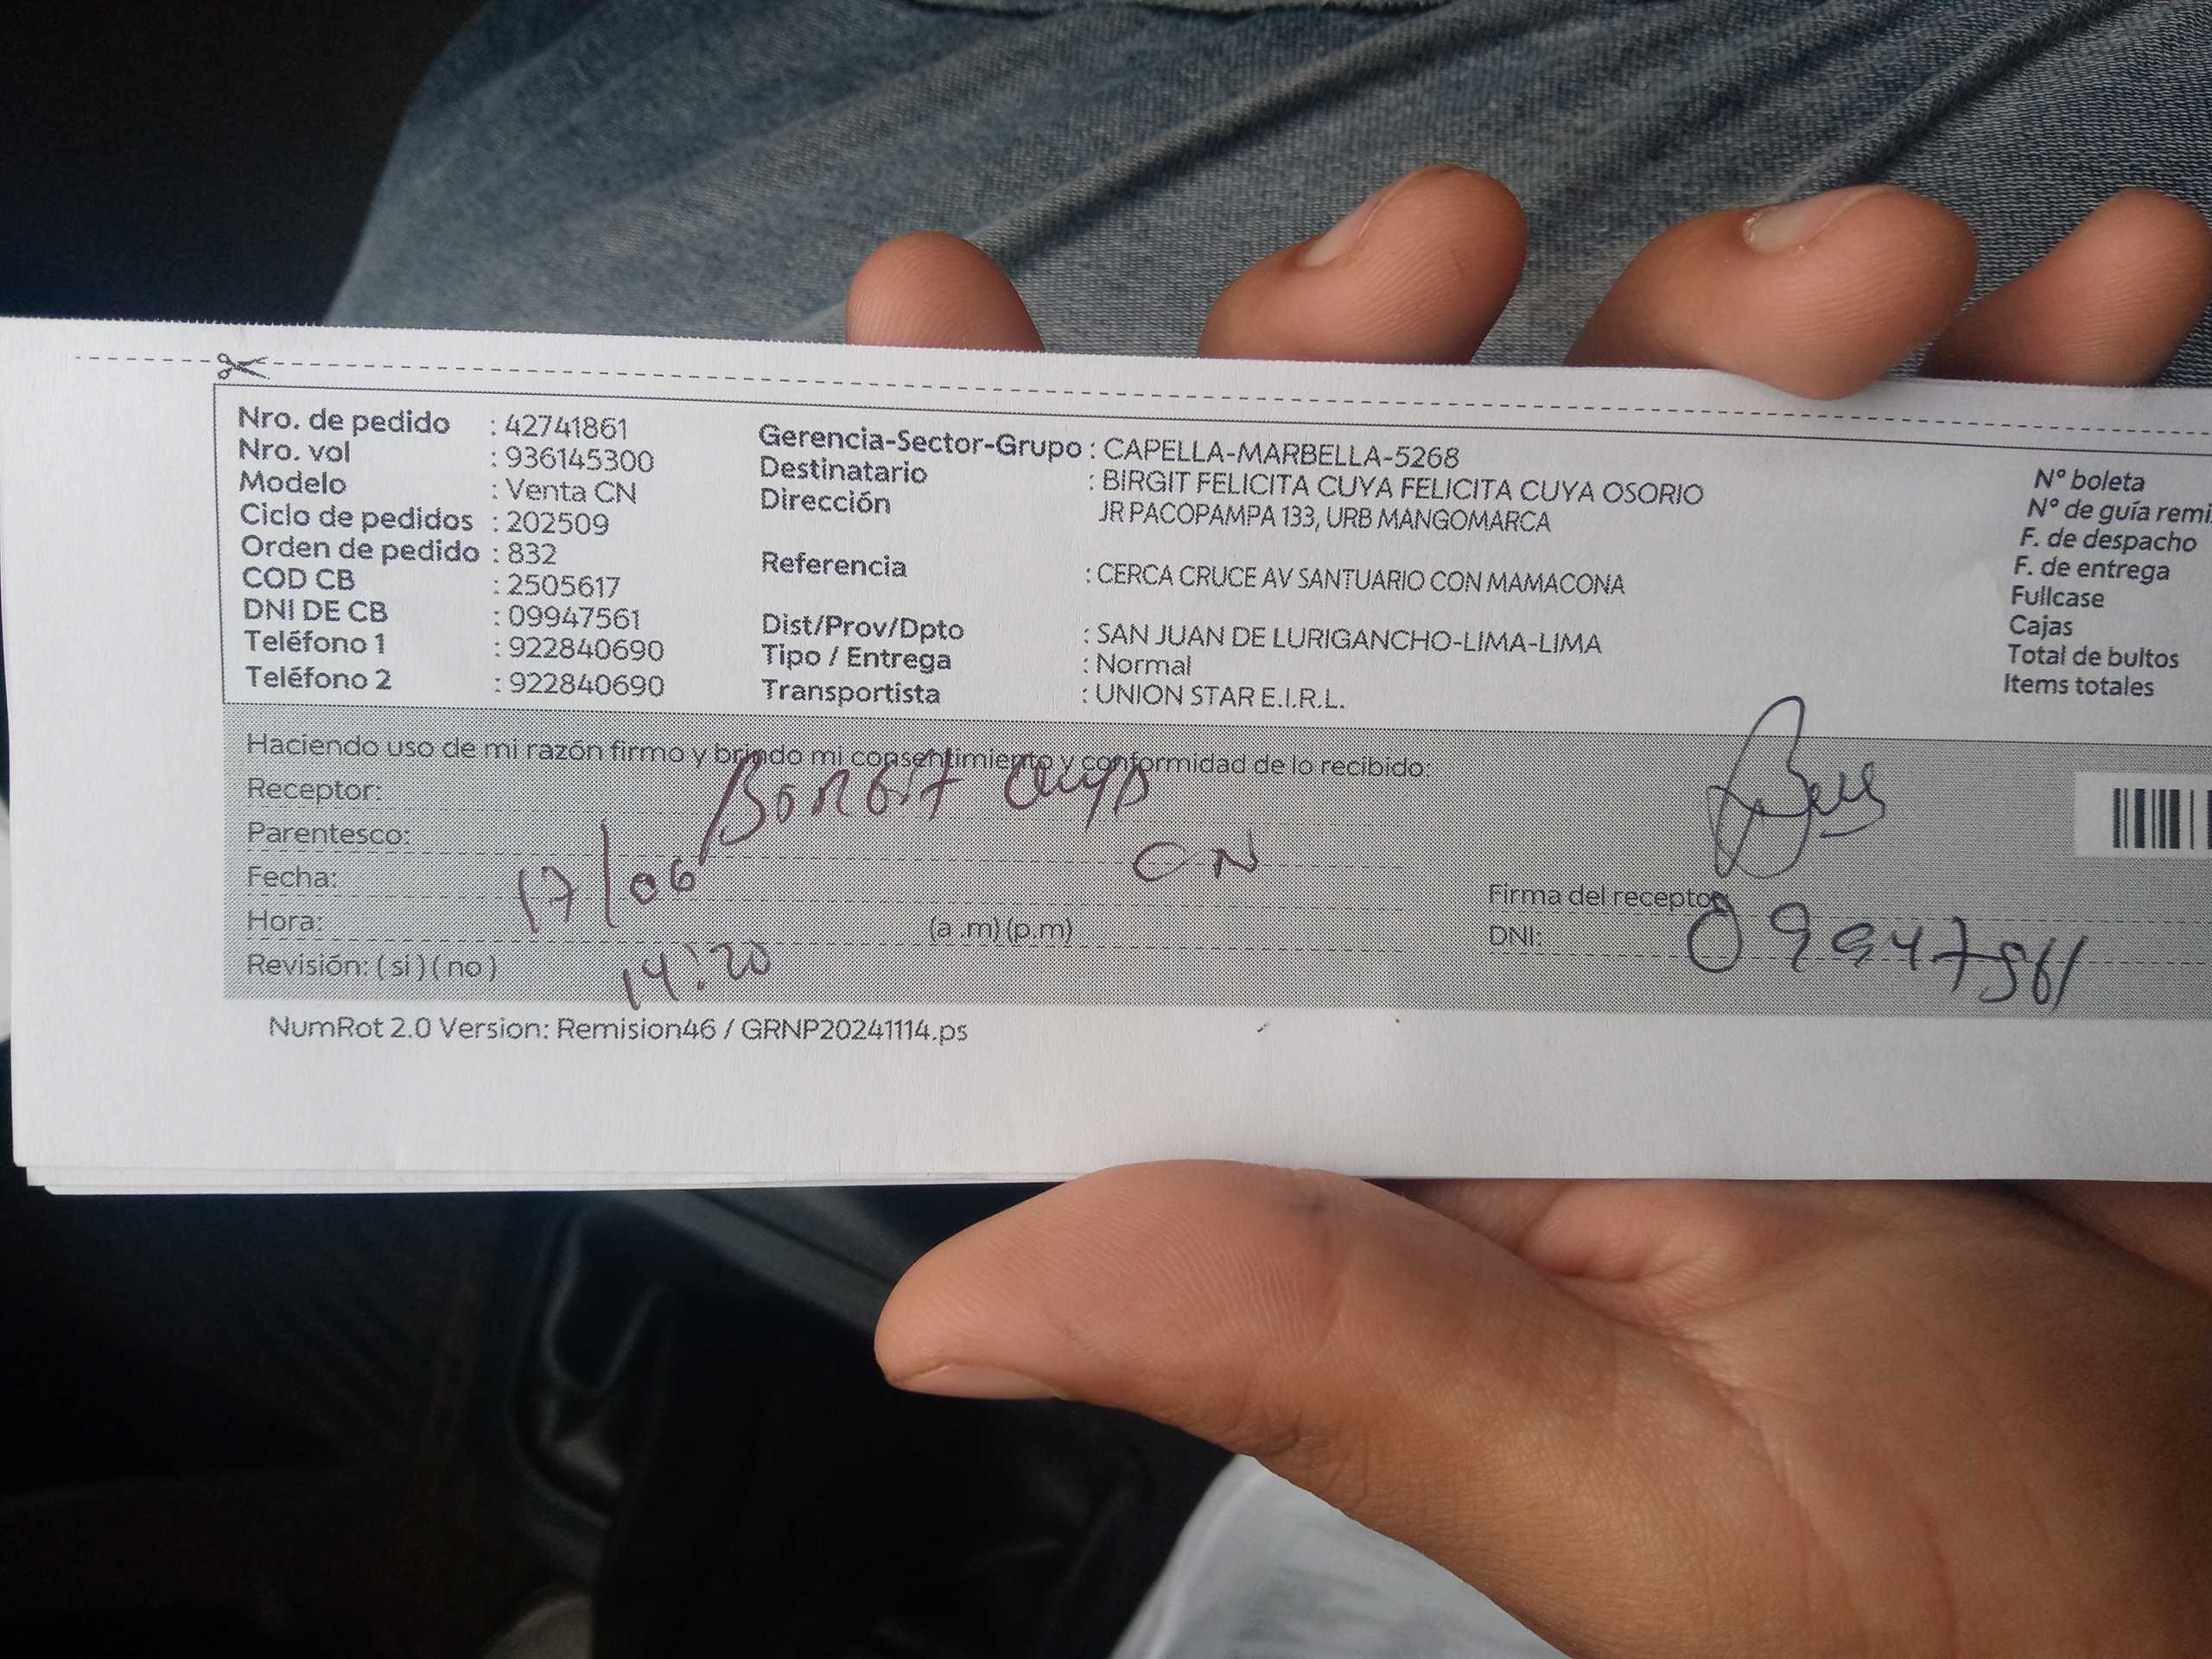 Nro. de pedido : 42741861
Nro. vol : 936145300
Modelo : Venta CN
Ciclo de pedidos : 202509
Orden de pedido : 832
COD CB : 2505617
DNI DE CB : 09947561
Teléfono 1 : 922840690
Teléfono 2 : 922840690
Gerencia-Sector-Grupo : CAPELLA-MARBELLA-5268
Destinatario : BIRGIT FELICITA CUYA FELICITA CUYA OSORIO
Dirección JR PACOPAMPA 133, URB MANGOMARCA
Referencia : CERCA CRUCE AV SANTUARIO CON MAMACONA
Dist/Prov/Dpto : SAN JUAN DE LURIGANCHO-LIMA-LIMA
Tipo / Entrega : Normal
Transportista : UNION STAR E.I.R.L.
N° boleta
N° de guía remi
F. de despacho
F. de entrega
Fullcase
Cajas
Total de bultos
Items totales
Haciendo uso de mi razón firmo y brindo mi consentimiento y conformidad de lo recibido:
Receptor: Cuya
Parentesco: CN
Fecha: 17/06
Hora: 14:20 (a .m) (p.m)
Revisión: ( si ) ( no )
Firma del receptor
DNI: 09947561
NumRot 2.0 Version: Remision46 / GRNP20241114.ps